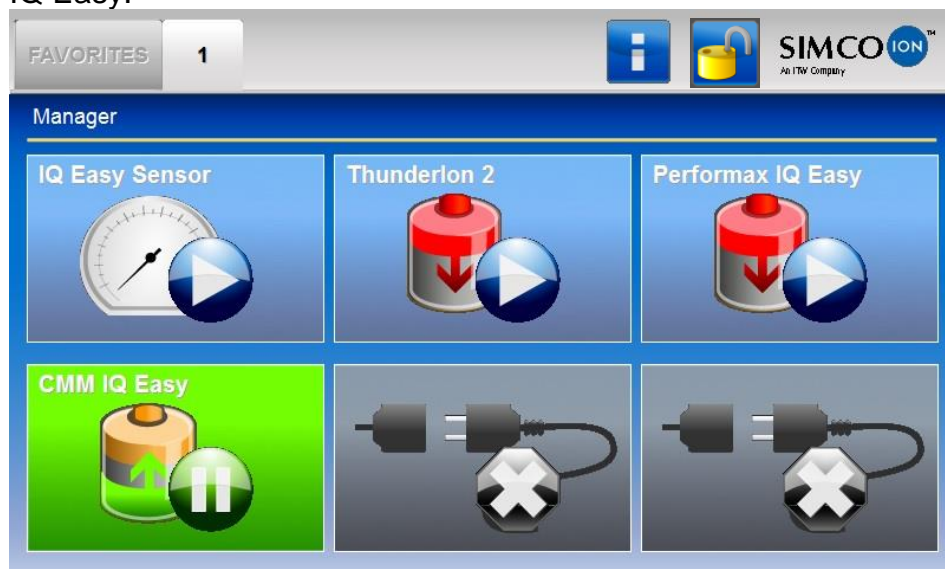 IQ Easy.
FAVORITES 1
SIMCO ION™
An ITW Company
Manager
IQ Easy Sensor ThunderIon 2 Performax IQ Easy
CMM IQ Easy